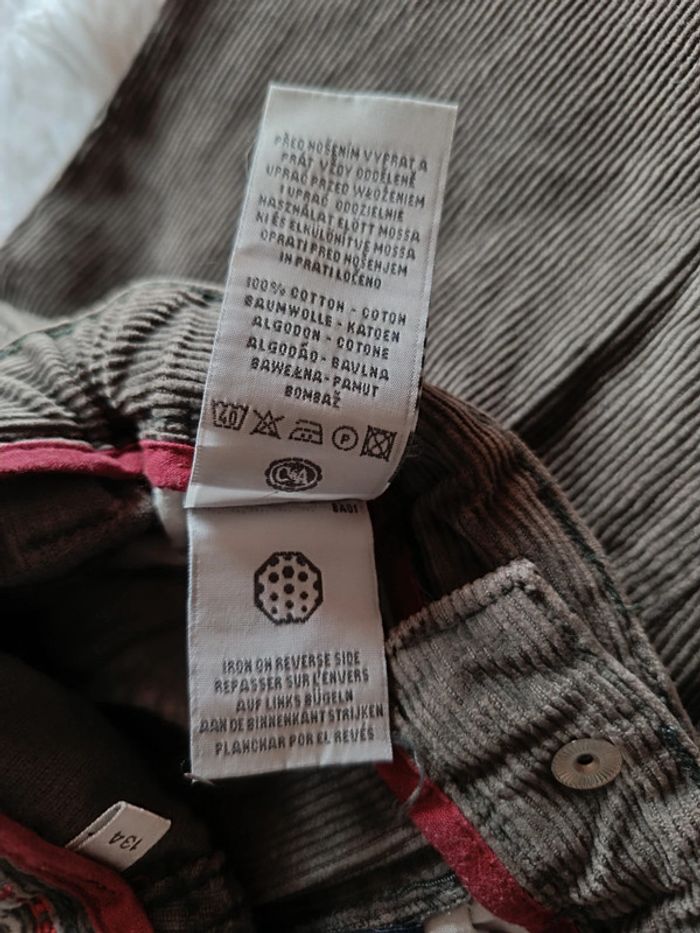 PŘED NOŠENÍM VYPRAT A
PRÁT VŽDY ODDĚLENĚ
UPRAĆ PRZED WŁOŻENIEM
I UPRAĆ ODDZIELNIE
HASZNÁLAT ELŐTT MOSSA
KI ÉS ELKÜLÖNÍTVE MOSSA
OPRATI PRED NOŠENJEM
IN PRATI LOČENO
100% COTTON - COTON
BAUMWOLLE - KATOEN
ALGODON - COTONE
ALGODÃO - BAVLNA
BAWEŁNA - PAMUT
BOMBAŽ
40 P
C&A
BA01
IRON ON REVERSE SIDE
REPASSER SUR L'ENVERS
AUF LINKS BÜGELN
AAN DE BINNENKANT STRIJKEN
PLANCHAR POR EL REVÉS
134